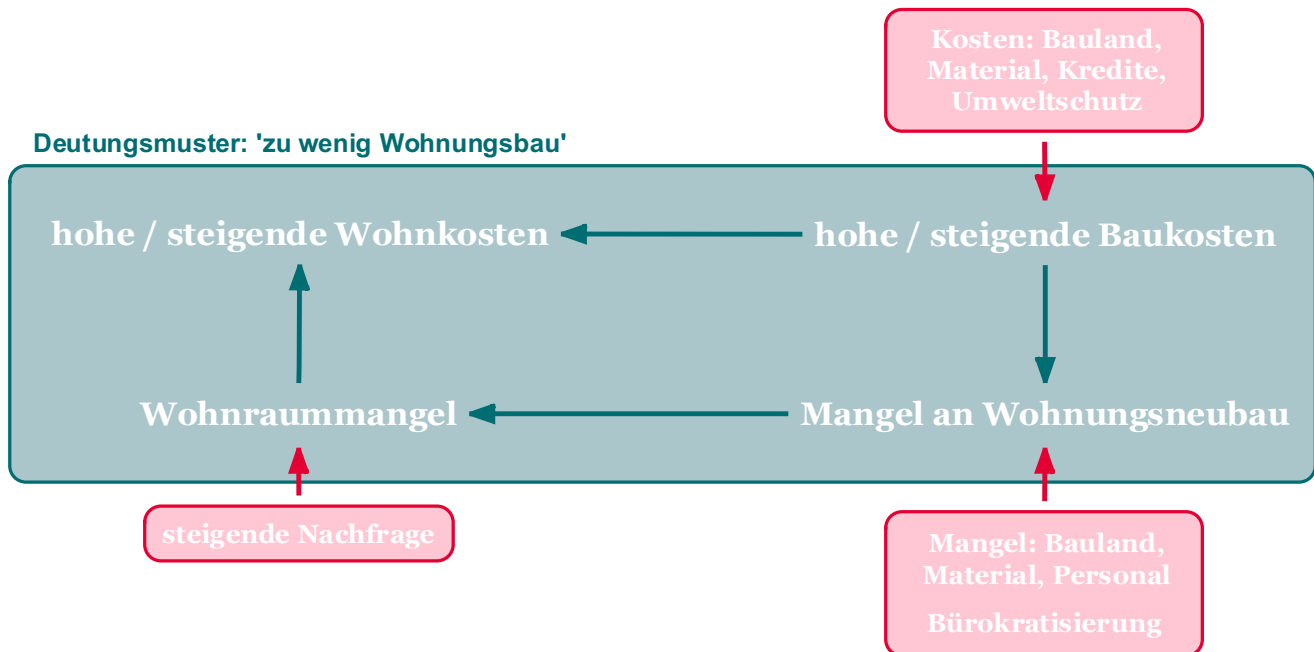 Kosten: Bauland,
Material, Kredite,
Umweltschutz
Deutungsmuster: 'zu wenig Wohnungsbau'
hohe / steigende Wohnkosten
hohe / steigende Baukosten
Wohnraummangel
Mangel an Wohnungsneubau
steigende Nachfrage
Mangel: Bauland,
Material, Personal
Bürokratisierung